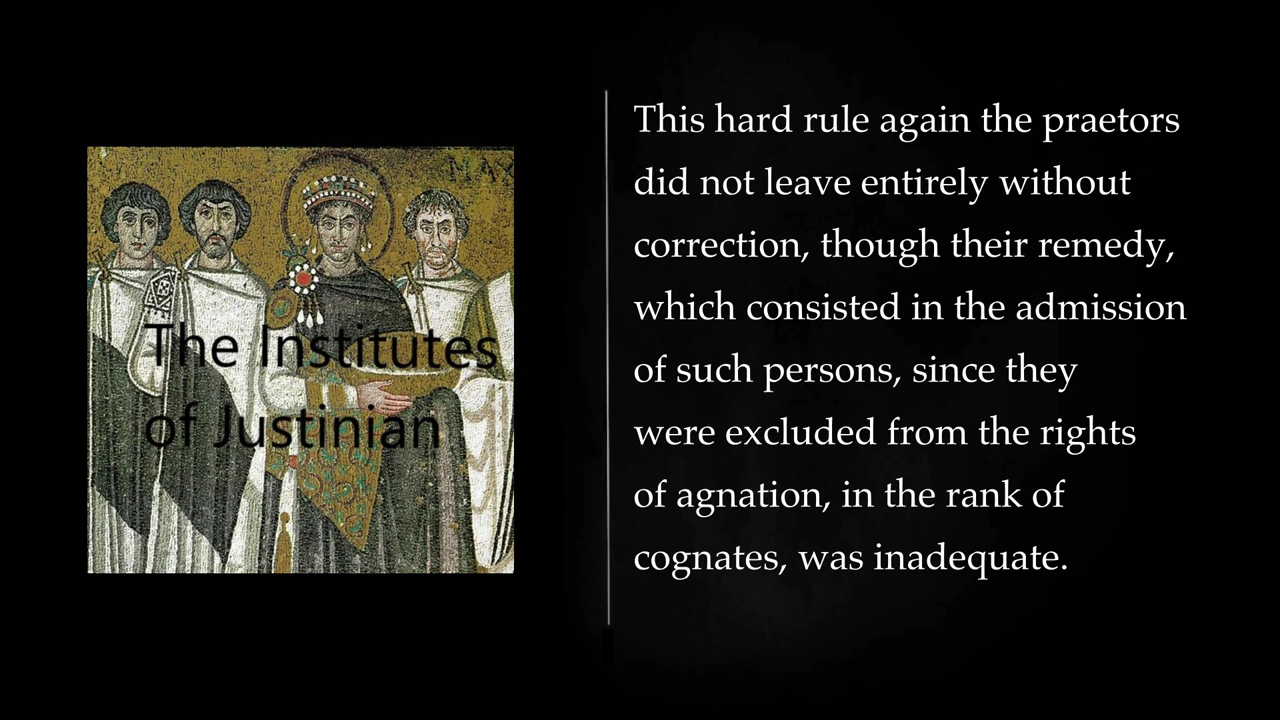 MAX
The Institutes
of Justinian
This hard rule again the praetors
did not leave entirely without
correction, though their remedy,
which consisted in the admission
of such persons, since they
were excluded from the rights
of agnation, in the rank of
cognates, was inadequate.